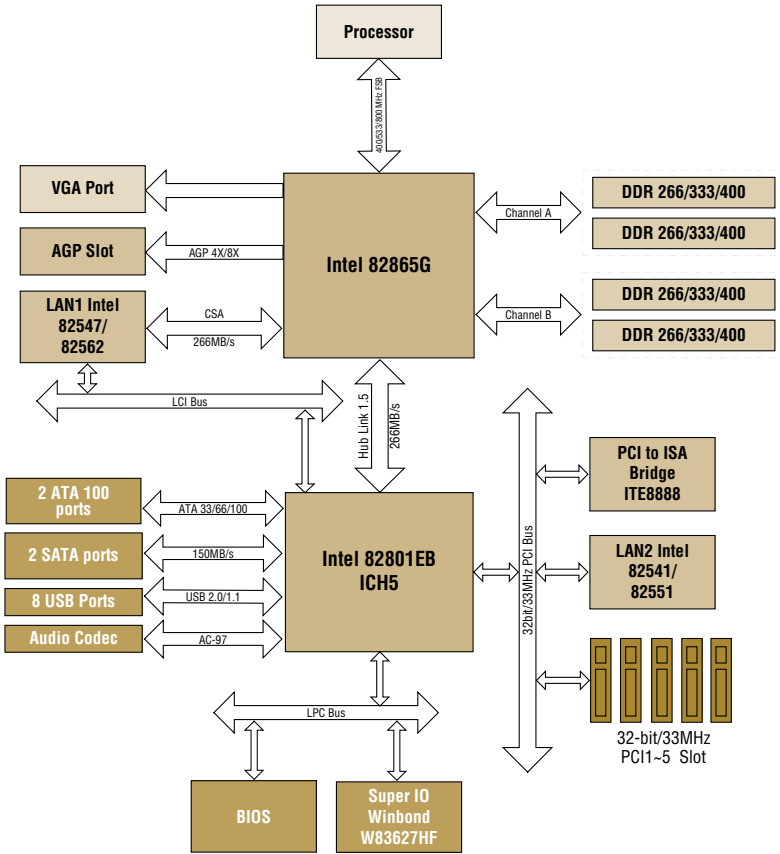 Processor
400/533/800 MHz FSB
VGA Port
AGP Slot
AGP 4X/8X
LAN1 Intel
82547/
82562
CSA
266MB/s
Intel 82865G
Channel A
DDR 266/333/400
DDR 266/333/400
Channel B
DDR 266/333/400
DDR 266/333/400
LCI Bus
Hub Link 1.5
266MB/s
2 ATA 100
ports
ATA 33/66/100
2 SATA ports
150MB/s
8 USB Ports
USB 2.0/1.1
Audio Codec
AC-97
Intel 82801EB
ICH5
32bit/33MHz PCI Bus
PCI to ISA
Bridge
ITE8888
LAN2 Intel
82541/
82551
32-bit/33MHz
PCI1~5 Slot
LPC Bus
BIOS
Super IO
Winbond
W83627HF